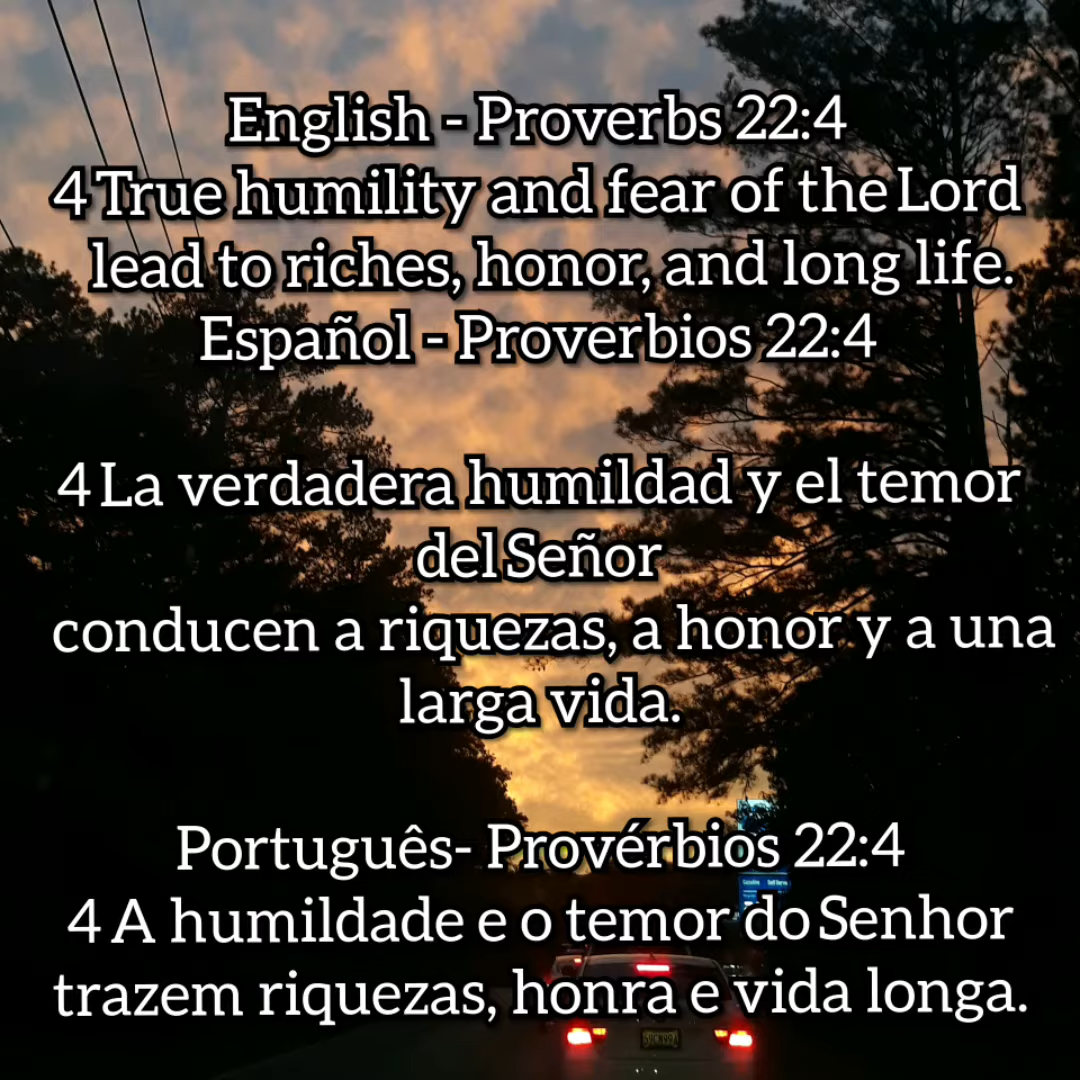 English - Proverbs 22:4
4 True humility and fear of the Lord
lead to riches, honor, and long life.
Español - Proverbios 22:4
4 La verdadera humildad y el temor
del Señor
conducen a riquezas, a honor y a una
larga vida.
Português- Provérbios 22:4
4 A humildade e o temor do Senhor
trazem riquezas, honra e vida longa.